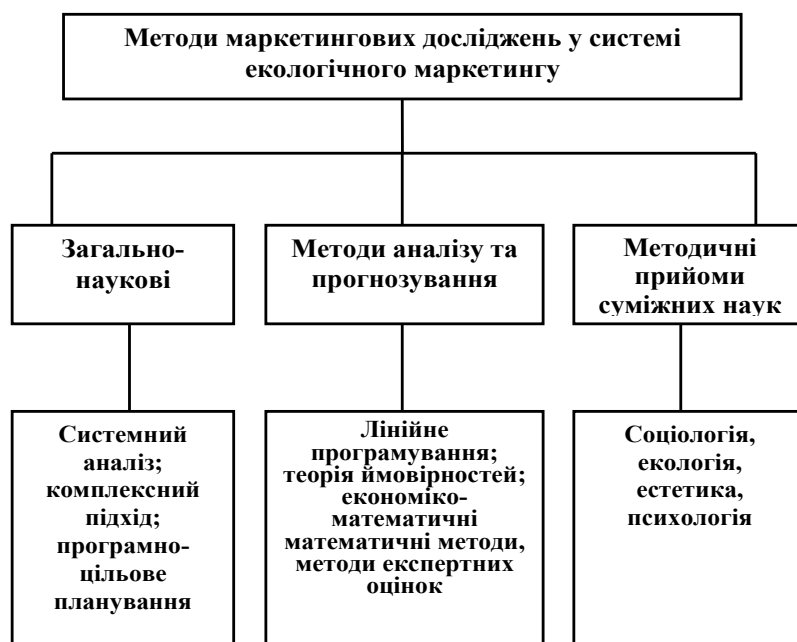 Методи маркетингових досліджень у системі
екологічного маркетингу
Загально-
наукові
Методи аналізу та
прогнозування
Методичні
прийоми
суміжних наук
Системний
аналіз;
комплексний
підхід;
програмно-
цільове
планування
Лінійне
програмування;
теорія ймовірностей;
економіко-
математичні
математичні методи,
методи експертних
оцінок
Соціологія,
екологія,
естетика,
психологія